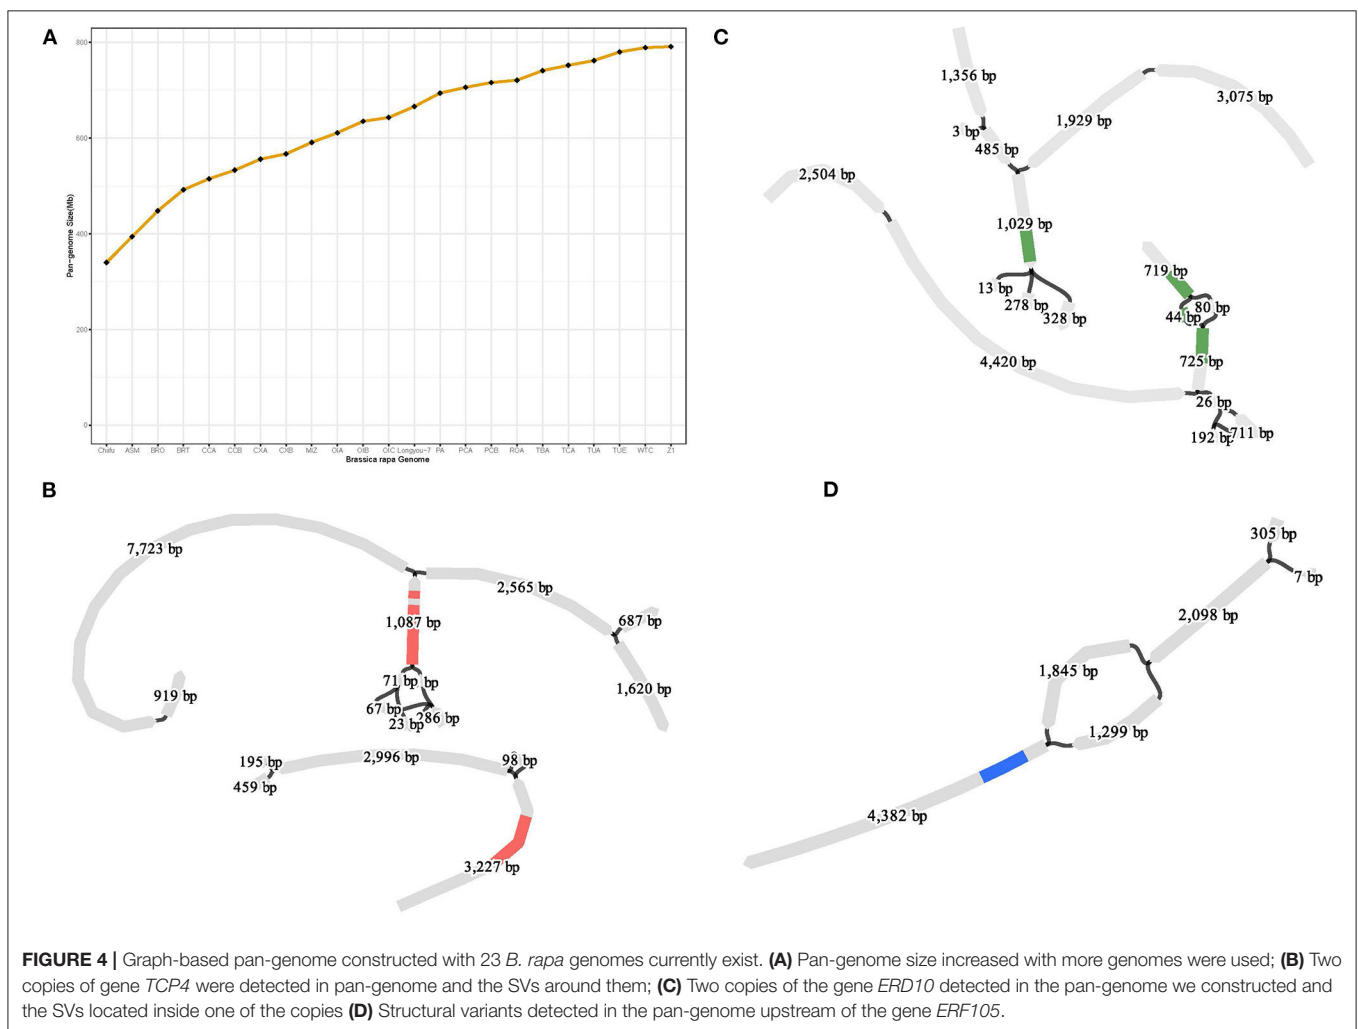 A
800
600
400
200
0
Pan-genome Size(Mb)
Chiifu ASM BRO BRT CCA CCB CXA CXB MIZ OIA OIB OIC Longyou-7 PA PCA PCB ROA TBA TCA TUA TUE WTC Z1
Brassica rapa Genome
C
1,356 bp
3 bp
485 bp
1,929 bp
3,075 bp
2,504 bp
1,029 bp
13 bp
278 bp
328 bp
719 bp
44 bp
80 bp
725 bp
4,420 bp
26 bp
192 bp
711 bp
B
7,723 bp
2,565 bp
1,087 bp
687 bp
919 bp
71 bp
bp
67 bp
23 bp
286 bp
1,620 bp
195 bp
2,996 bp
98 bp
459 bp
3,227 bp
D
305 bp
7 bp
2,098 bp
1,845 bp
1,299 bp
4,382 bp
FIGURE 4 | Graph-based pan-genome constructed with 23 B. rapa genomes currently exist. (A) Pan-genome size increased with more genomes were used; (B) Two
copies of gene TCP4 were detected in pan-genome and the SVs around them; (C) Two copies of the gene ERD10 detected in the pan-genome we constructed and
the SVs located inside one of the copies (D) Structural variants detected in the pan-genome upstream of the gene ERF105.